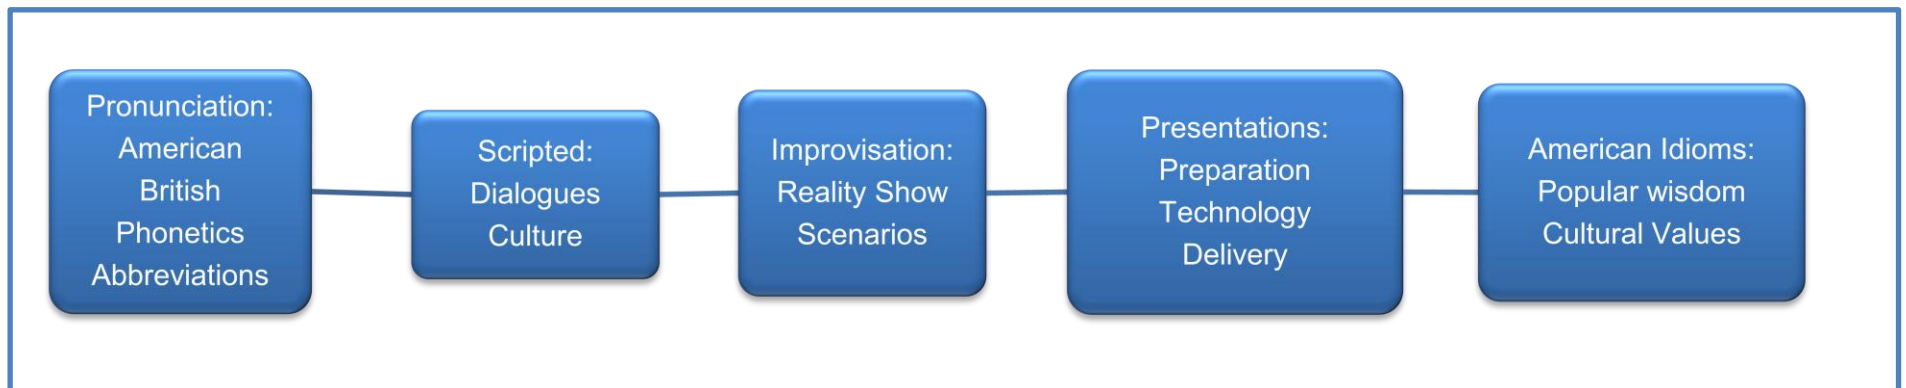 Pronunciation:
American
British
Phonetics
Abbreviations
Scripted:
Dialogues
Culture
Improvisation:
Reality Show
Scenarios
Presentations:
Preparation
Technology
Delivery
American Idioms:
Popular wisdom
Cultural Values